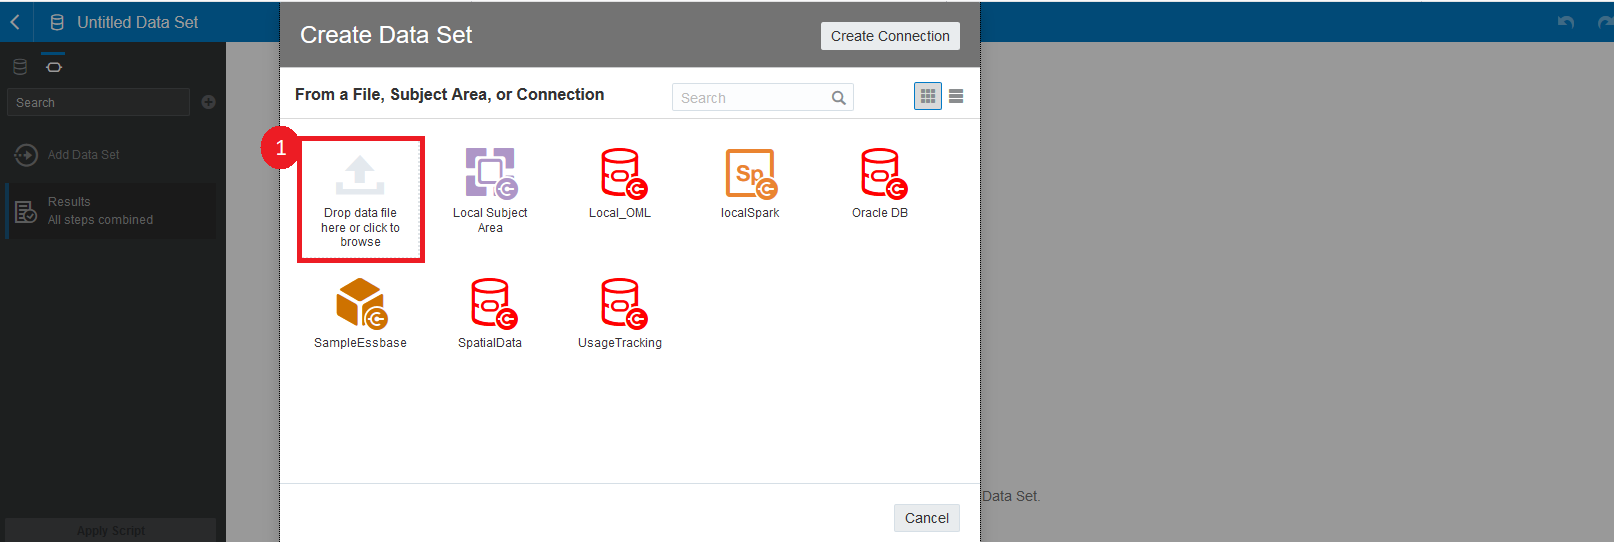 Untitled Data Set
Create Data Set
Create Connection
Search
From a File, Subject Area, or Connection
Search
1
Add Data Set
Results
All steps combined
Drop data file
here or click to
browse
Local Subject
Area
Local_OML
Sp
localSpark
Oracle DB
SampleEssbase
SpatialData
UsageTracking
Data Set.
Cancel
Apply Script